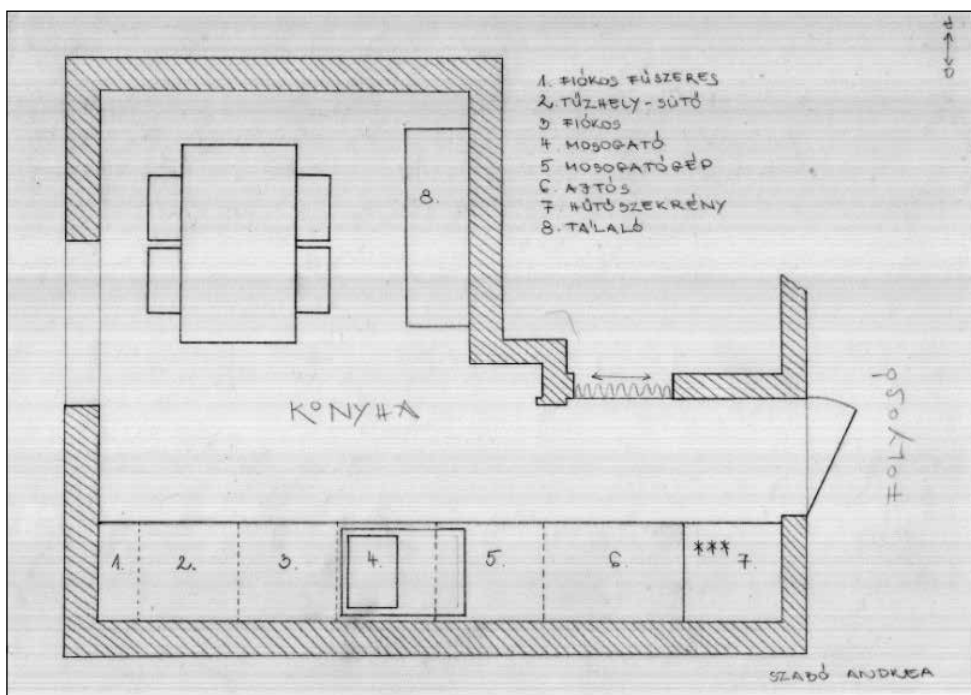 1. FIÓKOS FŰSZERES
2. TŰZHELY-SÜTŐ
3 FIÓKOS
4 MOSOGATÓ
5 MOSOGATÓGÉP
6 AJTÓS
7 HŰTŐSZEKRÉNY
8. TÁLALÓ
8.
KONYHA
FOLYOSÓ
1.
2.
3.
4.
5.
6
*** 7.
SZABÓ ANDREA